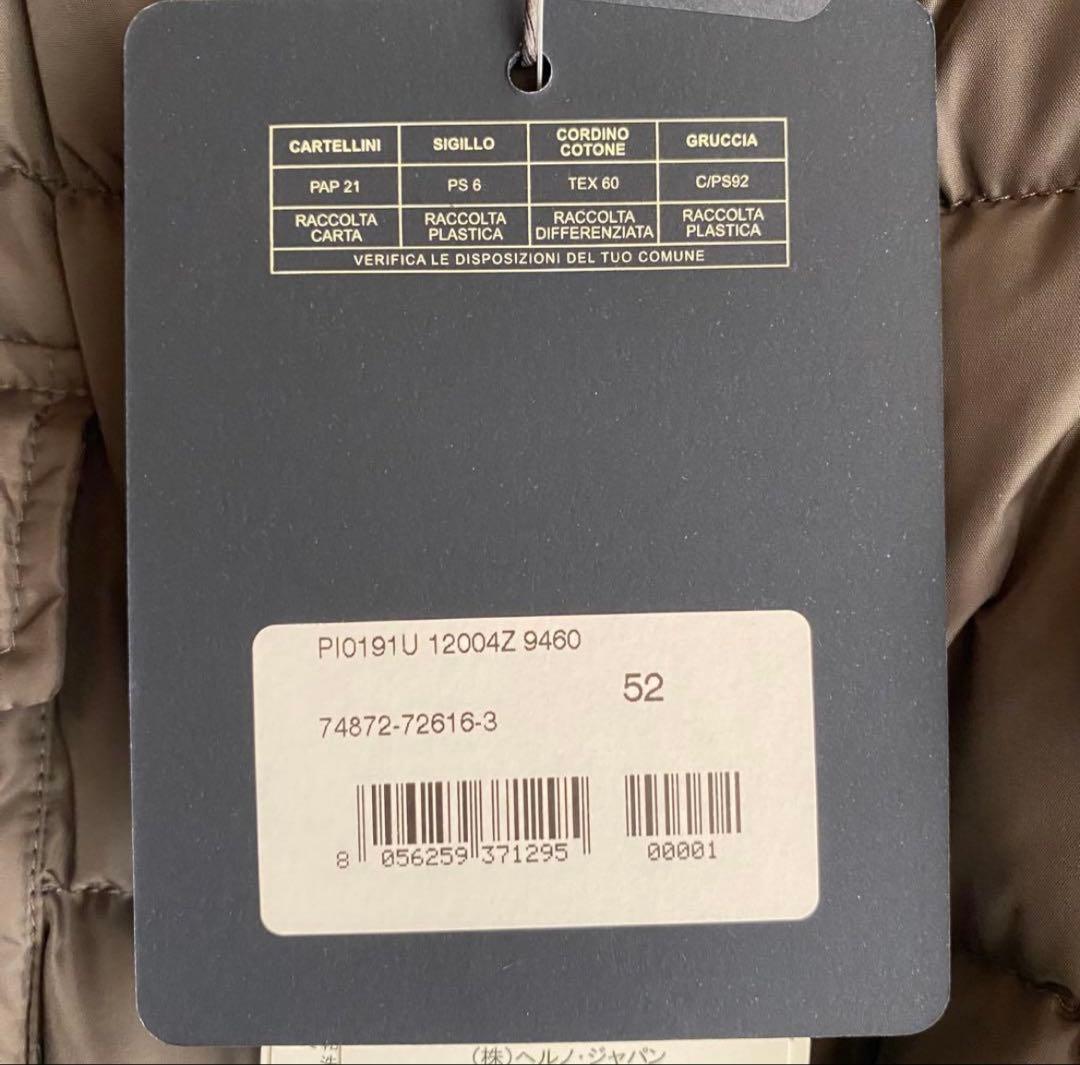 CARTELLINI SIGILLO CORDINO COTONE GRUCCIA
PAP 21 PS 6 TEX 60 C/PS92
RACCOLTA CARTA RACCOLTA PLASTICA RACCOLTA DIFFERENZIATA RACCOLTA PLASTICA
VERIFICA LE DISPOSIZIONI DEL TUO COMUNE
PI0191U 12004Z 9460
52
74872-72616-3
8 056259 371295 00001
(株)ヘルノ・ジャパン